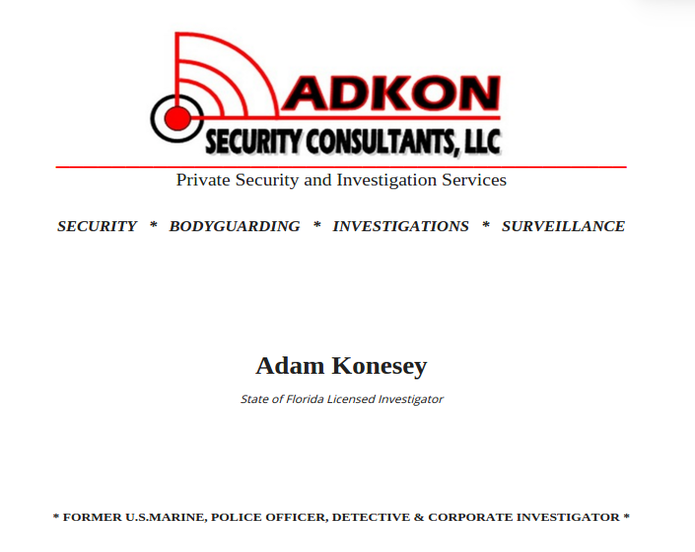 ADKON
SECURITY CONSULTANTS, LLC
Private Security and Investigation Services
SECURITY * BODYGUARDING * INVESTIGATIONS * SURVEILLANCE
Adam Konesey
State of Florida Licensed Investigator
* FORMER U.S.MARINE, POLICE OFFICER, DETECTIVE & CORPORATE INVESTIGATOR *